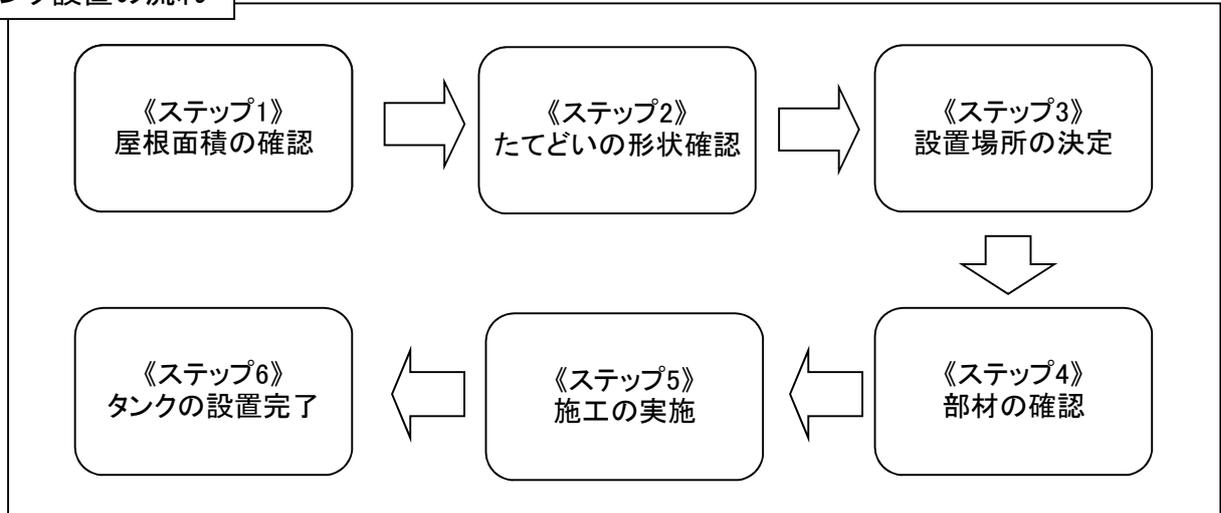 ンク設置の流れ
《ステップ1》
屋根面積の確認
《ステップ2》
たてどいの形状確認
《ステップ3》
設置場所の決定
《ステップ4》
部材の確認
《ステップ5》
施工の実施
《ステップ6》
タンクの設置完了